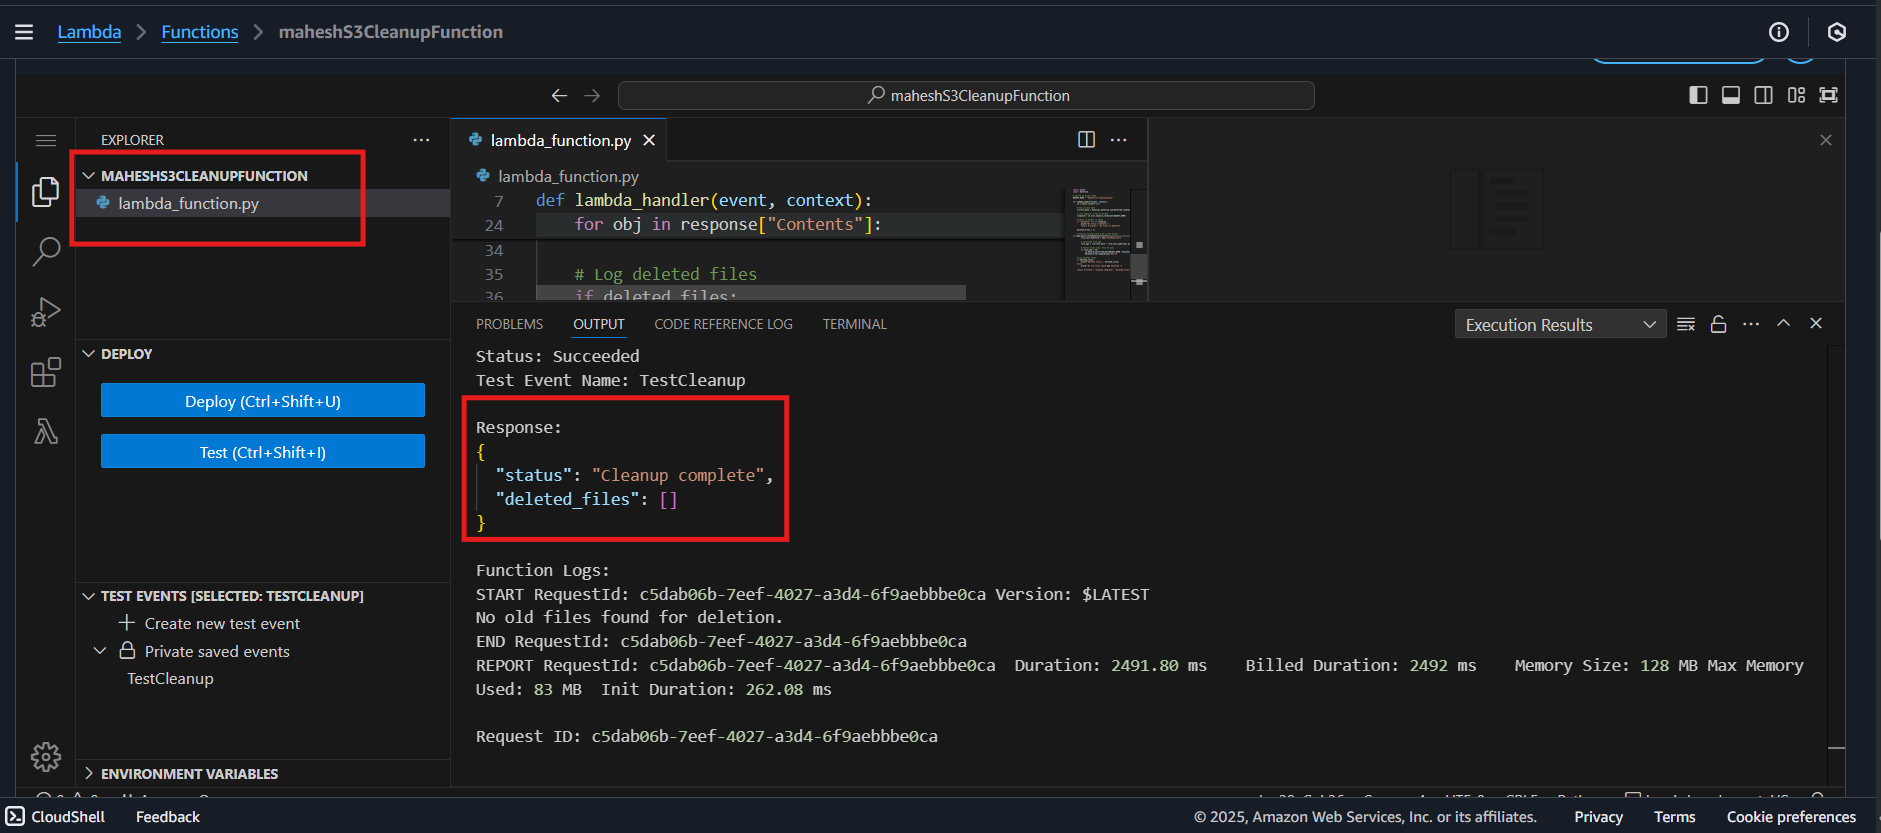 Lambda > Functions > maheshS3CleanupFunction
maheshS3CleanupFunction
EXPLORER
MAHESHS3CLEANUPFUNCTION
lambda_function.py
DEPLOY
Deploy (Ctrl+Shift+U)
Test (Ctrl+Shift+I)
TEST EVENTS [SELECTED: TESTCLEANUP]
Create new test event
Private saved events
TestCleanup
ENVIRONMENT VARIABLES
lambda_function.py
lambda_function.py
7 def lambda_handler(event, context):
24 for obj in response["Contents"]:
34
35 # Log deleted files
36 if deleted_files:
PROBLEMS OUTPUT CODE REFERENCE LOG TERMINAL
Execution Results
Status: Succeeded
Test Event Name: TestCleanup
Response:
{
"status": "Cleanup complete",
"deleted_files": []
}
Function Logs:
START RequestId: c5dab06b-7eef-4027-a3d4-6f9aebbbe0ca Version: $LATEST
No old files found for deletion.
END RequestId: c5dab06b-7eef-4027-a3d4-6f9aebbbe0ca
REPORT RequestId: c5dab06b-7eef-4027-a3d4-6f9aebbbe0ca Duration: 2491.80 ms Billed Duration: 2492 ms Memory Size: 128 MB Max Memory
Used: 83 MB Init Duration: 262.08 ms
Request ID: c5dab06b-7eef-4027-a3d4-6f9aebbbe0ca
CloudShell Feedback
© 2025, Amazon Web Services, Inc. or its affiliates. Privacy Terms Cookie preferences